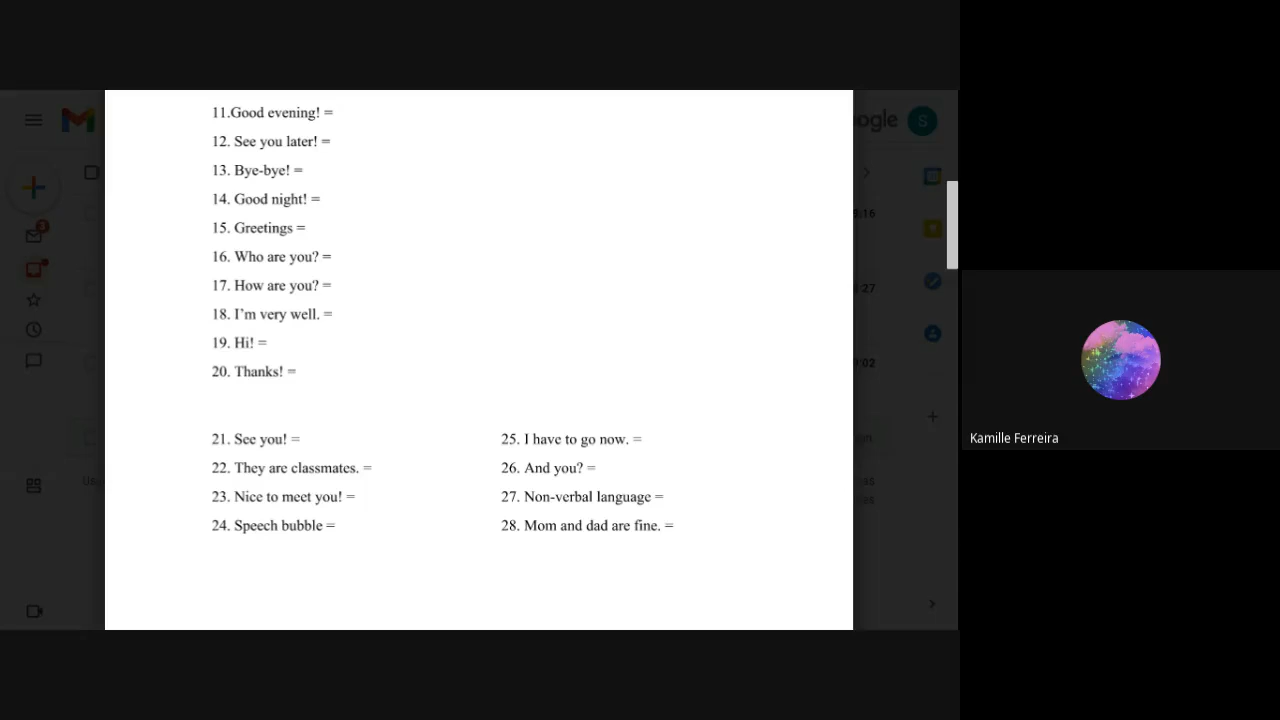 11.Good evening! =
12. See you later! =
13. Bye-bye! =
14. Good night! =
15. Greetings =
16. Who are you? =
17. How are you? =
18. I'm very well. =
19. Hi! =
20. Thanks! =
21. See you! =
22. They are classmates. =
23. Nice to meet you! =
24. Speech bubble =
25. I have to go now. =
26. And you? =
27. Non-verbal language =
28. Mom and dad are fine. =
ogle
S
3
:27
Kamille Ferreira